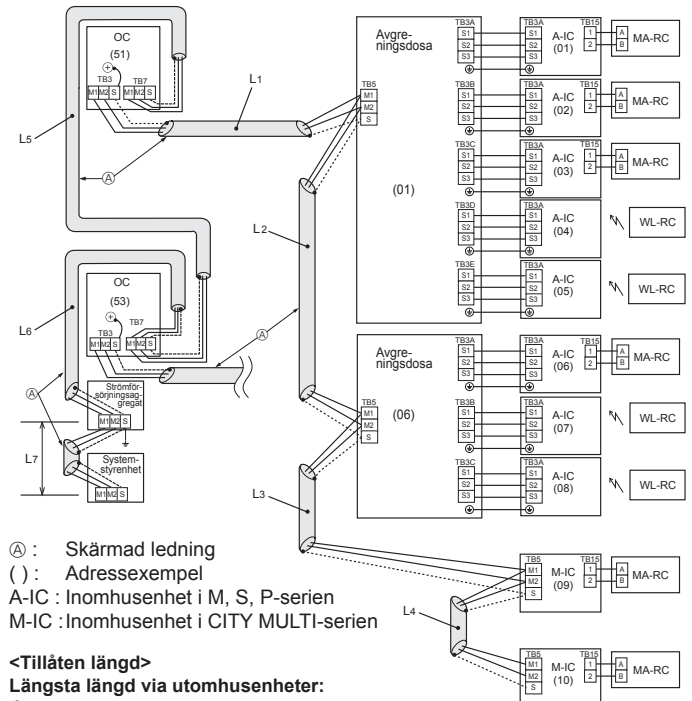 OC
(51)
TB3
TB7
M1 M2 S
M1 M2 S
L1
L5
Ⓐ
L2
OC
(53)
TB3
TB7
M1 M2 S
M1 M2 S
L6
Ⓐ
Ⓐ
Strömför-
sörjningsag-
gregat
M1 M2 S
L7
System-
styrenhet
M1 M2 S
L3
L4
Avgre-
ningsdosa
(01)
TB5
M1
M2
S
TB3A
S1
S2
S3
TB3A
S1
S2
S3
A-IC
(01)
TB15
1
2
A
B
MA-RC
TB3B
S1
S2
S3
TB3A
S1
S2
S3
A-IC
(02)
TB15
1
2
A
B
MA-RC
TB3C
S1
S2
S3
TB3A
S1
S2
S3
A-IC
(03)
TB15
1
2
A
B
MA-RC
TB3D
S1
S2
S3
TB3A
S1
S2
S3
A-IC
(04)
WL-RC
TB3E
S1
S2
S3
TB3A
S1
S2
S3
A-IC
(05)
WL-RC
Avgre-
ningsdosa
(06)
TB5
M1
M2
S
TB3A
S1
S2
S3
TB3A
S1
S2
S3
A-IC
(06)
TB15
1
2
A
B
MA-RC
TB3B
S1
S2
S3
TB3A
S1
S2
S3
A-IC
(07)
WL-RC
TB3C
S1
S2
S3
TB3A
S1
S2
S3
A-IC
(08)
WL-RC
TB5
M1
M2
S
M-IC
(09)
TB15
1
2
A
B
MA-RC
TB5
M1
M2
S
M-IC
(10)
TB15
1
2
A
B
MA-RC
Ⓐ : Skärmad ledning
( ) : Adressexempel
A-IC : Inomhusenhet i M, S, P-serien
M-IC : Inomhusenhet i CITY MULTI-serien
<Tillåten längd>
Längsta längd via utomhusenheter: